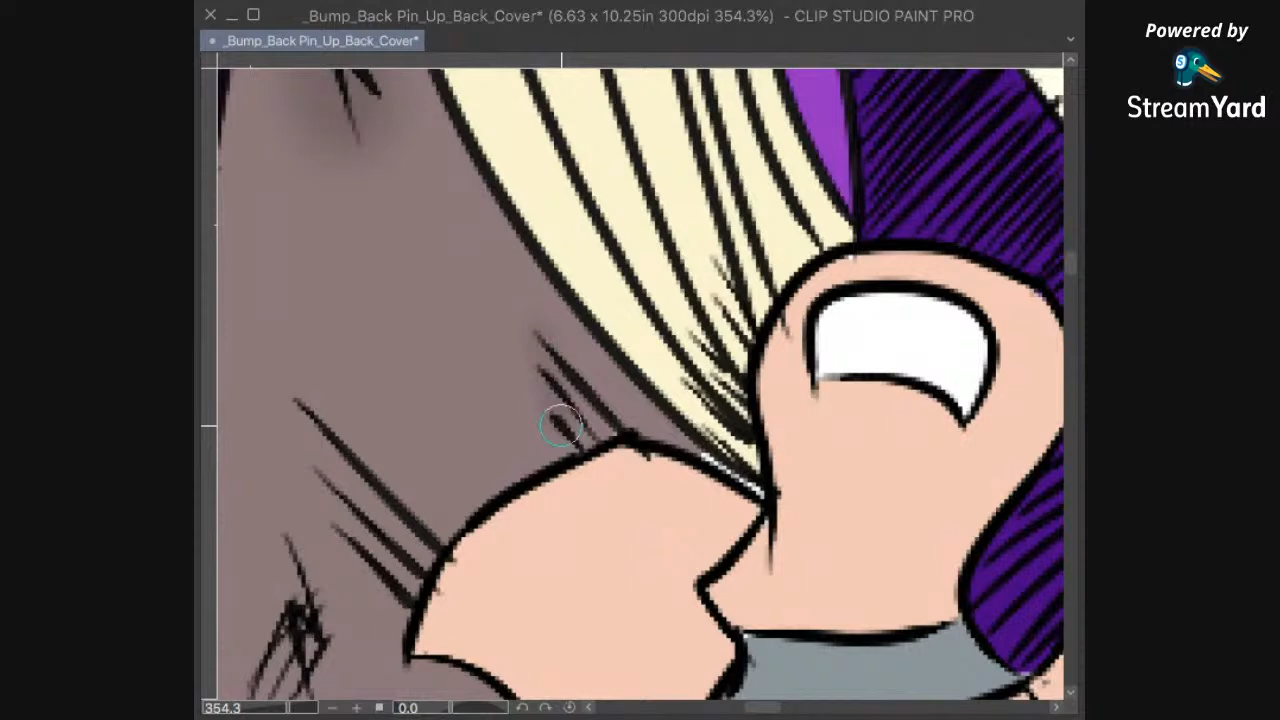 _Bump_Back Pin_Up_Back_Cover* (6.63 x 10.25in 300dpi 354.3%) - CLIP STUDIO PAINT PRO
_Bump_Back Pin_Up_Back_Cover*
Powered by
S
StreamYard
354.3
0.0